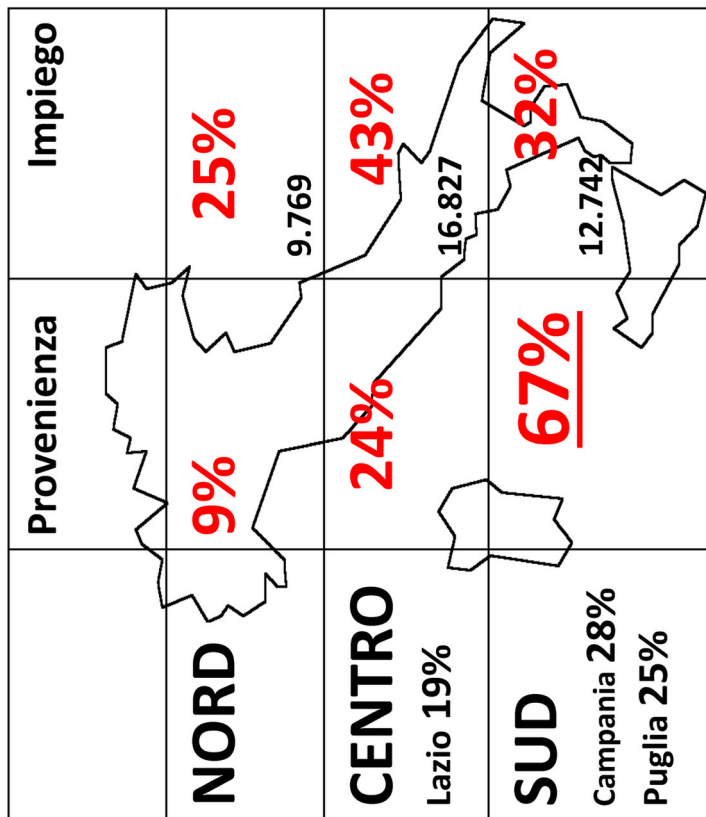 Provenienza Impiego
NORD 9% 25%
9.769
CENTRO 24% 43%
Lazio 19% 16.827
SUD 67% 32%
Campania 28% 12.742
Puglia 25%